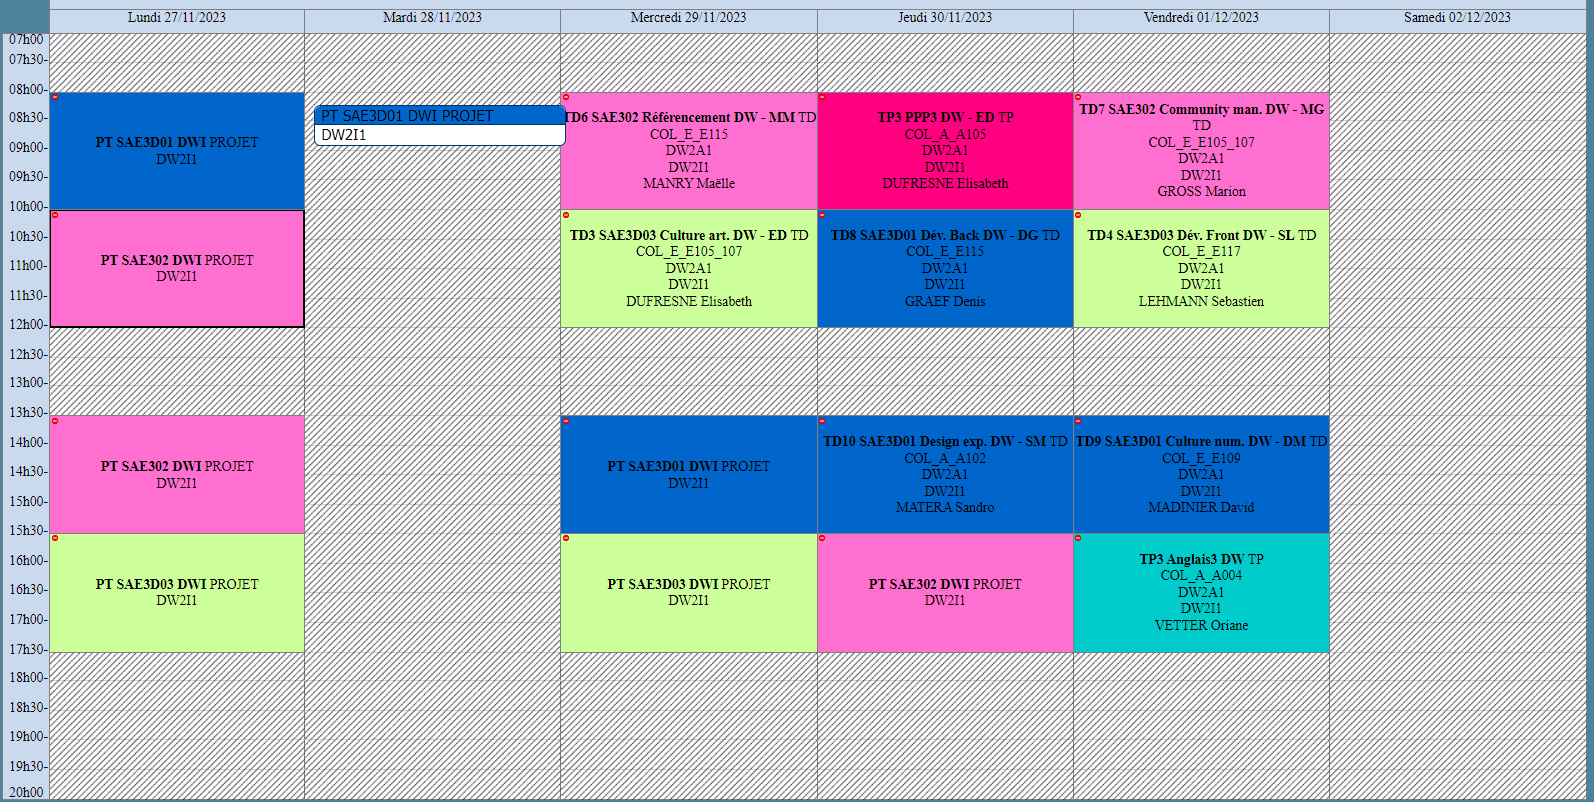 Lundi 27/11/2023
Mardi 28/11/2023
Mercredi 29/11/2023
Jeudi 30/11/2023
Vendredi 01/12/2023
Samedi 02/12/2023
07h00
07h30-
08h00-
08h30-
09h00-
09h30-
10h00-
10h30-
11h00-
11h30-
12h00-
12h30-
13h00-
13h30-
14h00-
14h30-
15h00-
15h30-
16h00-
16h30-
17h00-
17h30-
18h00-
18h30-
19h00-
19h30-
20h00
PT SAE3D01 DWI PROJET
DW2I1
PT SAE302 DWI PROJET
DW2I1
PT SAE302 DWI PROJET
DW2I1
PT SAE3D03 DWI PROJET
DW2I1
PT SAE3D01 DWI PROJET
DW2I1
TD6 SAE302 Référencement DW - MM TD
COL_E_E115
DW2A1
DW2I1
MANRY Maëlle
TD3 SAE3D03 Culture art. DW - ED TD
COL_E_E105_107
DW2A1
DW2I1
DUFRESNE Elisabeth
PT SAE3D01 DWI PROJET
DW2I1
PT SAE3D03 DWI PROJET
DW2I1
TP3 PPP3 DW - ED TP
COL_A_A105
DW2A1
DW2I1
DUFRESNE Elisabeth
TD8 SAE3D01 Dév. Back DW - DG TD
COL_E_E115
DW2A1
DW2I1
GRAEF Denis
TD10 SAE3D01 Design exp. DW - SM TD
COL_A_A102
DW2A1
DW2I1
MATERA Sandro
PT SAE302 DWI PROJET
DW2I1
TD7 SAE302 Community man. DW - MG
TD
COL_E_E105_107
DW2A1
DW2I1
GROSS Marion
TD4 SAE3D03 Dév. Front DW - SL TD
COL_E_E117
DW2A1
DW2I1
LEHMANN Sebastien
TD9 SAE3D01 Culture num. DW - DM TD
COL_E_E109
DW2A1
DW2I1
MADINIER David
TP3 Anglais3 DW TP
COL_A_A004
DW2A1
DW2I1
VETTER Oriane